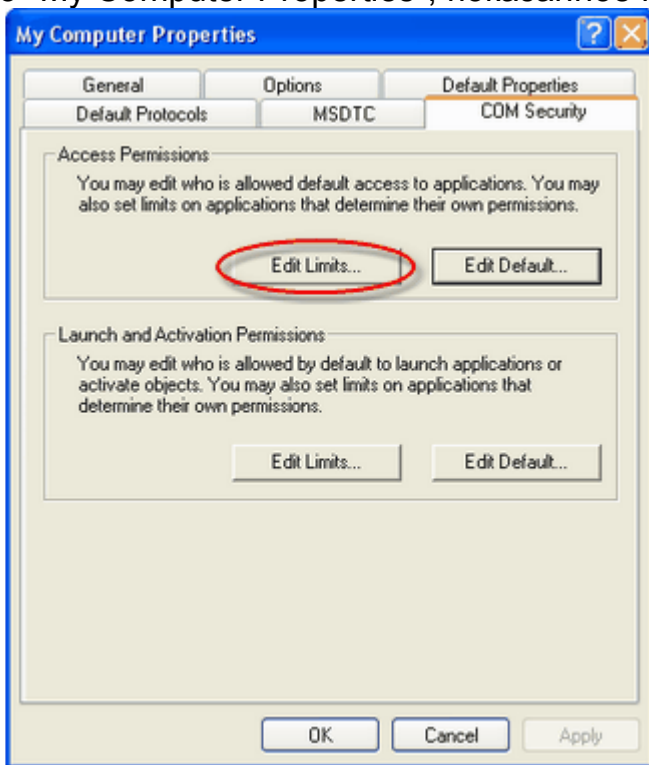 "My Computer Properties", показанное
My Computer Properties
General Options Default Properties
Default Protocols MSDTC COM Security
Access Permissions
You may edit who is allowed default access to applications. You may
also set limits on applications that determine their own permissions.
Edit Limits... Edit Default...
Launch and Activation Permissions
You may edit who is allowed by default to launch applications or
activate objects. You may also set limits on applications that
determine their own permissions.
Edit Limits... Edit Default...
OK Cancel Apply